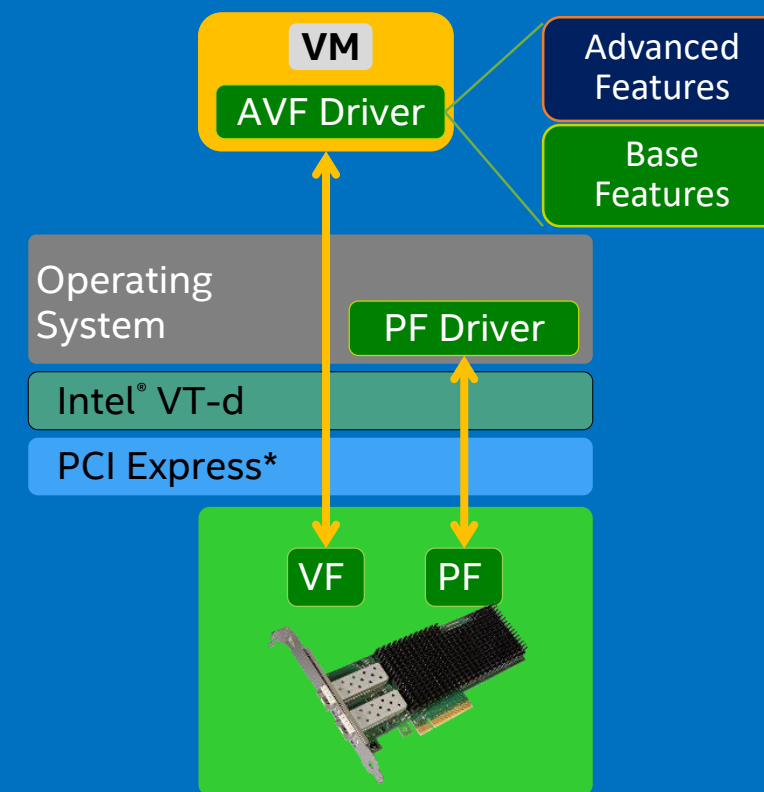 VM
AVF Driver
Advanced
Features
Base
Features
Operating
System
PF Driver
Intel® VT-d
PCI Express*
VF
PF